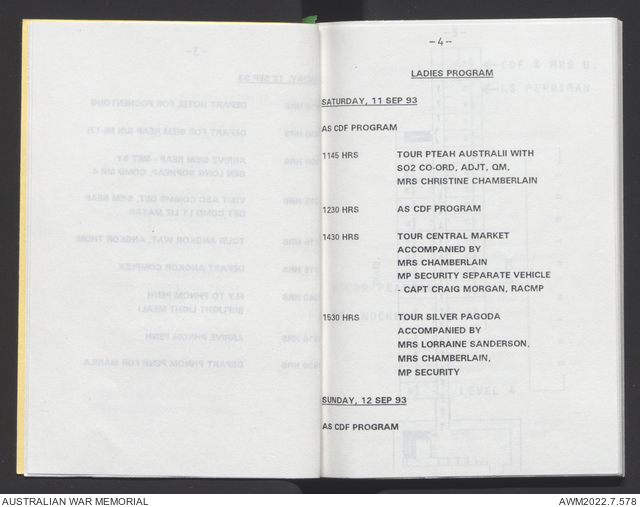 -4-
LADIES PROGRAM
SATURDAY, 11 SEP 93
AS CDF PROGRAM
1145 HRS TOUR PTEAH AUSTRALII WITH
SO2 CO-ORD, ADJT, QM,
MRS CHRISTINE CHAMBERLAIN
1230 HRS AS CDF PROGRAM
1430 HRS TOUR CENTRAL MARKET
ACCOMPANIED BY
MRS CHAMBERLAIN
MP SECURITY SEPARATE VEHICLE
- CAPT CRAIG MORGAN, RACMP
1530 HRS TOUR SILVER PAGODA
ACCOMPANIED BY
MRS LORRAINE SANDERSON,
MRS CHAMBERLAIN,
MP SECURITY
SUNDAY, 12 SEP 93
AS CDF PROGRAM
AUSTRALIAN WAR MEMORIAL AWM2022.7.578